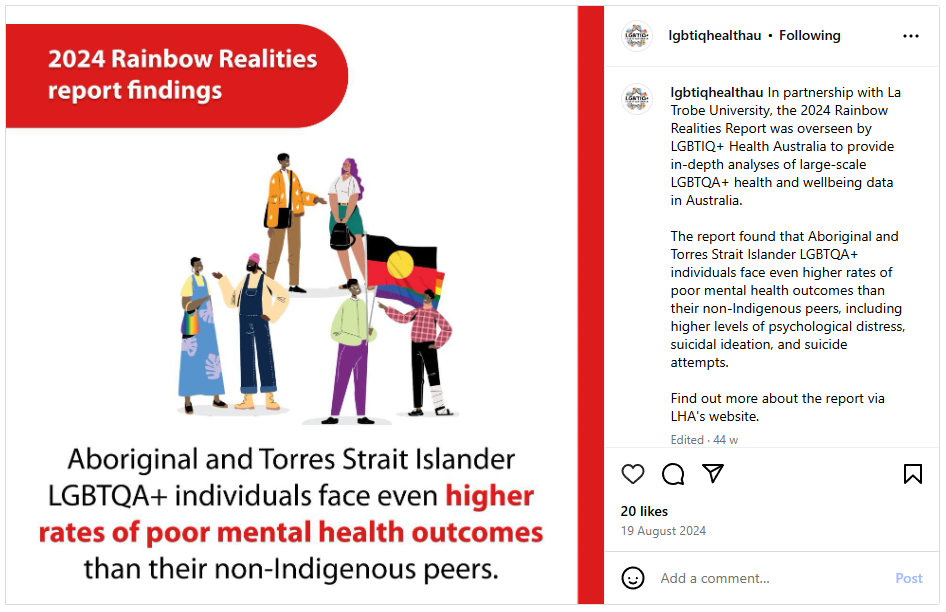 2024 Rainbow Realities
report findings
Aboriginal and Torres Strait Islander
LGBTQA+ individuals face even higher
rates of poor mental health outcomes
than their non-Indigenous peers.
LGBTIQ+
lgbtiqhealthau • Following
LGBTIQ+
lgbtiqhealthau In partnership with La
Trobe University, the 2024 Rainbow
Realities Report was overseen by
LGBTIQ+ Health Australia to provide
in-depth analyses of large-scale
LGBTQA+ health and wellbeing data
in Australia.
The report found that Aboriginal and
Torres Strait Islander LGBTQA+
individuals face even higher rates of
poor mental health outcomes than
their non-Indigenous peers, including
higher levels of psychological distress,
suicidal ideation, and suicide
attempts.
Find out more about the report via
LHA's website.
Edited · 44 w
20 likes
19 August 2024
Add a comment...
Post